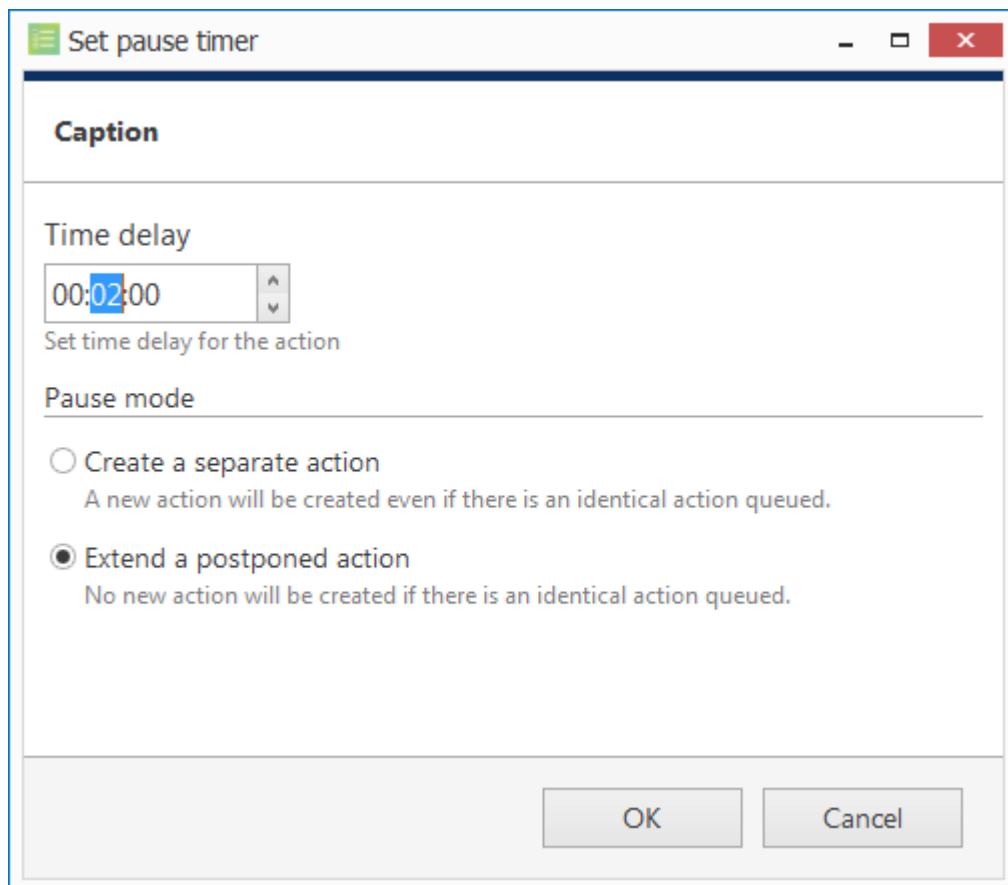 Set pause timer
Caption
Time delay
00:02:00
Set time delay for the action
Pause mode
Create a separate action
A new action will be created even if there is an identical action queued.
Extend a postponed action
No new action will be created if there is an identical action queued.
OK Cancel